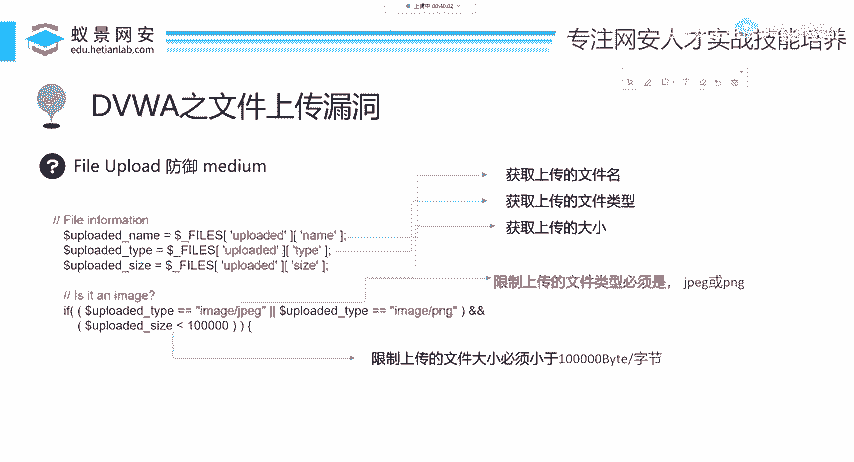 上课中 00:40:02
蚁景网安
edu.hetianlab.com
专注网安人才实战技能培养
DVWA之文件上传漏洞
? File Upload 防御 medium
// File information
$uploaded_name = $_FILES[ 'uploaded' ][ 'name' ];
$uploaded_type = $_FILES[ 'uploaded' ][ 'type' ];
$uploaded_size = $_FILES[ 'uploaded' ][ 'size' ];
// Is it an image?
if( ( $uploaded_type == "image/jpeg" || $uploaded_type == "image/png" ) &&
( $uploaded_size < 100000 ) ) {
获取上传的文件名
获取上传的文件类型
获取上传的大小
限制上传的文件类型必须是， jpeg或png
限制上传的文件大小必须小于100000Byte/字节